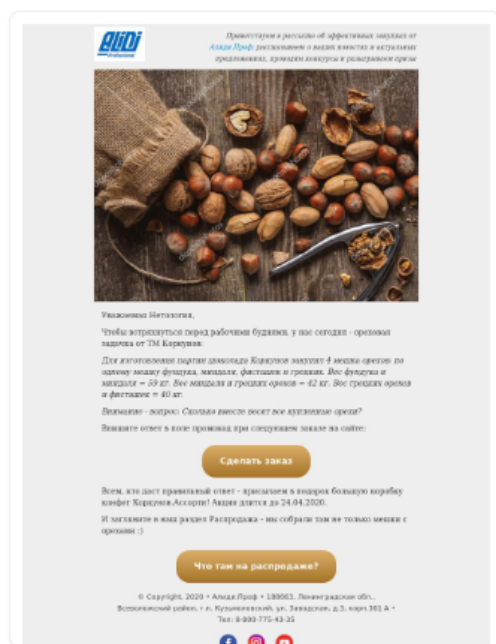 ALIDI
Professional
Приветствуем в рассылке об эффективных закупках от
Алиди.Проф: рассказываем о наших новостях и актуальных
предложениях, проводим конкурсы и разыгрываем призы
Уважаемая Нетология,
Чтобы встряхнуться перед рабочими буднями, у нас сегодня - ореховая
задачка от ТМ Коркунов:
Для изготовления партии шоколада Коркунов закупил 4 мешка орехов: по
одному мешку фундука, миндаля, фисташек и грецких. Вес фундука и
миндаля = 59 кг. Вес миндаля и грецких орехов = 42 кг. Вес грецких орехов
и фисташек = 40 кг.
Внимание - вопрос: Сколько вместе весят все купленные орехи?
Впишите ответ в поле промокод при следующем заказе на сайте:
Сделать заказ
Всем, кто даст правильный ответ - присылаем в подарок большую коробку
конфет Коркунов.Ассорти! Акция длится до 24.04.2020.
И загляните в наш раздел Распродажа - мы собрали там не только мешки с
орехами :)
Что там на распродаже?
© Copyright, 2020 • Алиди.Проф • 188663, Ленинградская обл.,
Всеволожский район, г.п. Кузьмоловский, ул. Заводская, д.3, корп.361 А •
Тел: 8-800-775-43-35